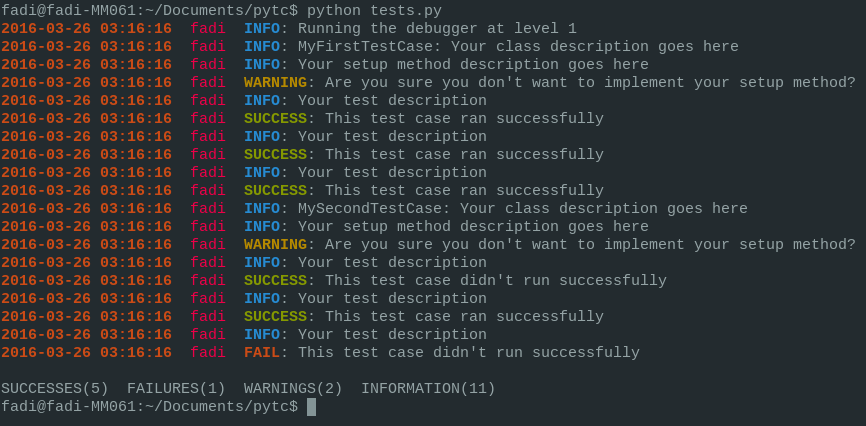 fadi@fadi-MM061:~/Documents/pytc$ python tests.py
2016-03-26 03:16:16  fadi  INFO: Running the debugger at level 1
2016-03-26 03:16:16  fadi  INFO: MyFirstTestCase: Your class description goes here
2016-03-26 03:16:16  fadi  INFO: Your setup method description goes here
2016-03-26 03:16:16  fadi  WARNING: Are you sure you don't want to implement your setup method?
2016-03-26 03:16:16  fadi  INFO: Your test description
2016-03-26 03:16:16  fadi  SUCCESS: This test case ran successfully
2016-03-26 03:16:16  fadi  INFO: Your test description
2016-03-26 03:16:16  fadi  SUCCESS: This test case ran successfully
2016-03-26 03:16:16  fadi  INFO: Your test description
2016-03-26 03:16:16  fadi  SUCCESS: This test case ran successfully
2016-03-26 03:16:16  fadi  INFO: MySecondTestCase: Your class description goes here
2016-03-26 03:16:16  fadi  INFO: Your setup method description goes here
2016-03-26 03:16:16  fadi  WARNING: Are you sure you don't want to implement your setup method?
2016-03-26 03:16:16  fadi  INFO: Your test description
2016-03-26 03:16:16  fadi  SUCCESS: This test case didn't run successfully
2016-03-26 03:16:16  fadi  INFO: Your test description
2016-03-26 03:16:16  fadi  SUCCESS: This test case ran successfully
2016-03-26 03:16:16  fadi  INFO: Your test description
2016-03-26 03:16:16  fadi  FAIL: This test case didn't run successfully
SUCCESSES(5)  FAILURES(1)  WARNINGS(2)  INFORMATION(11)
fadi@fadi-MM061:~/Documents/pytc$